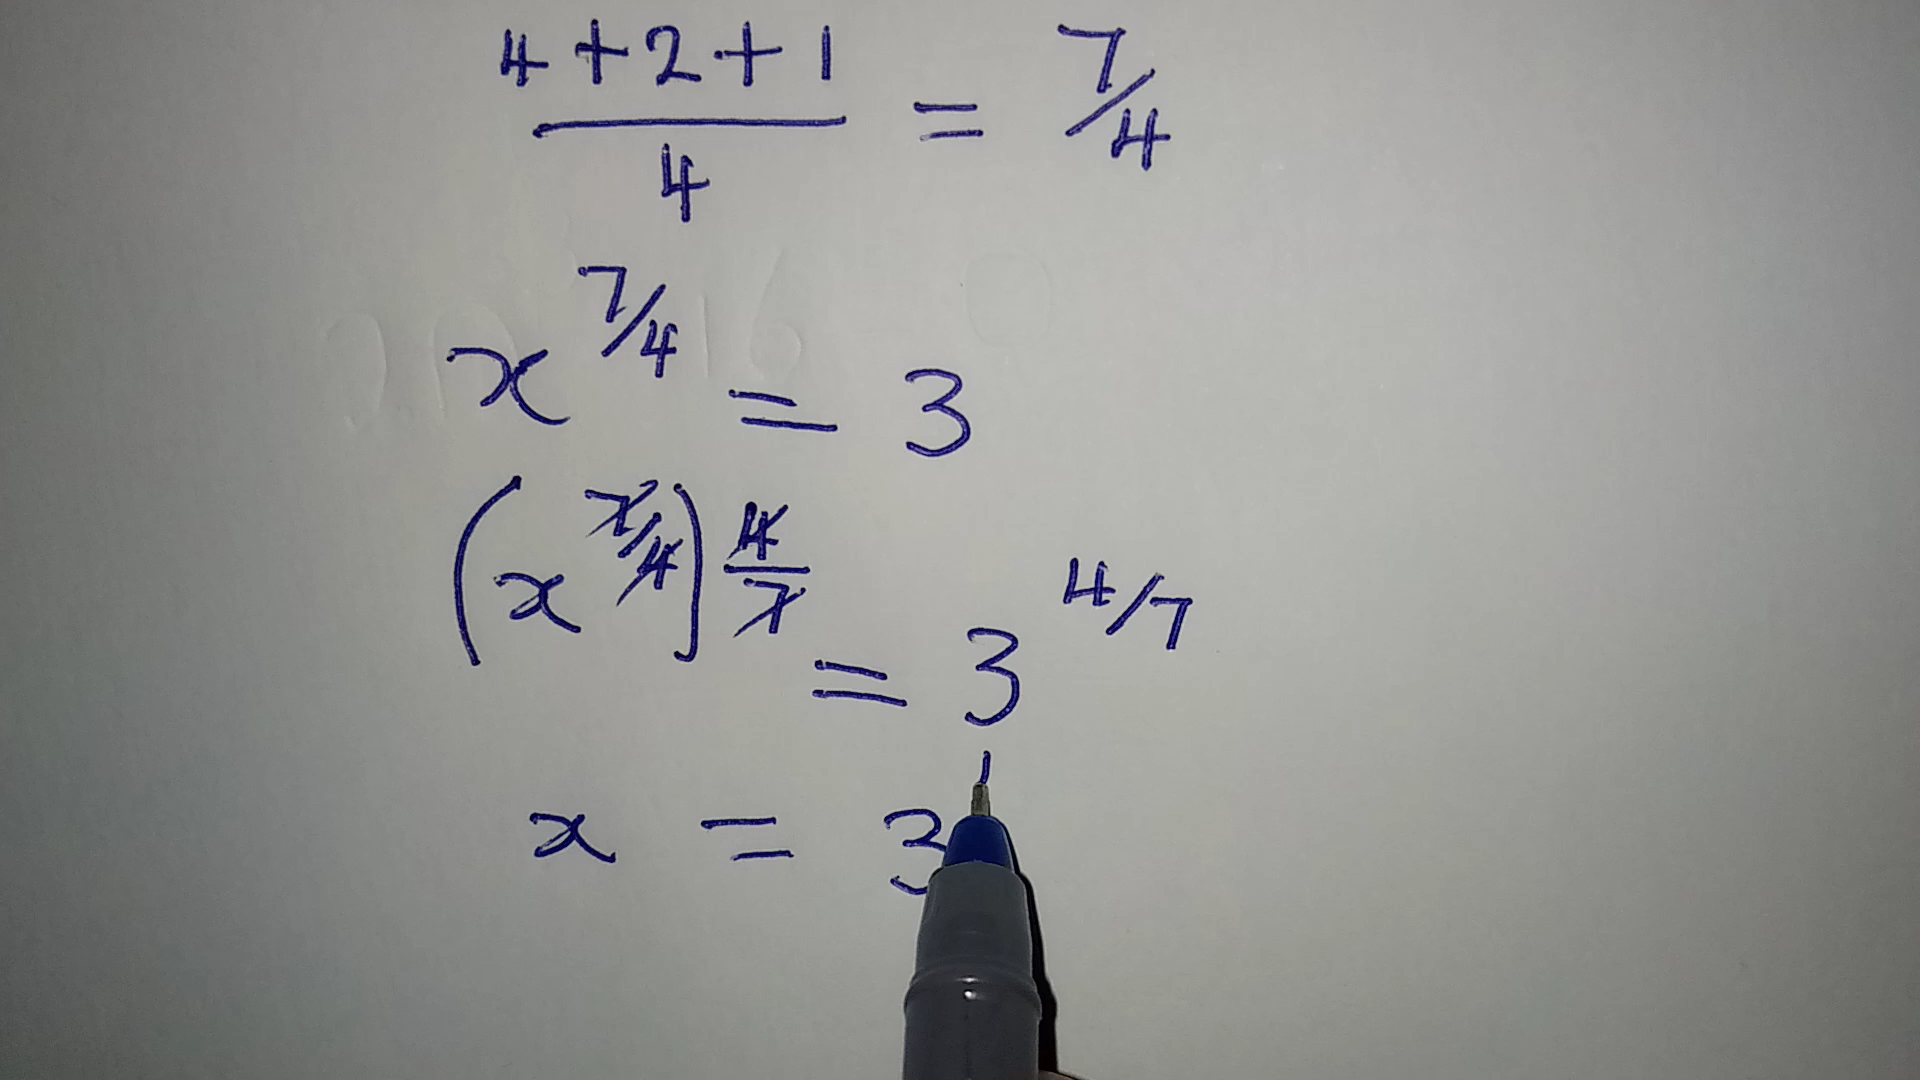 4 + 2 + 1 / 4 = 7/4
x^7/4 = 3
(x^7/4)^4/7 = 3^4/7
x = 3